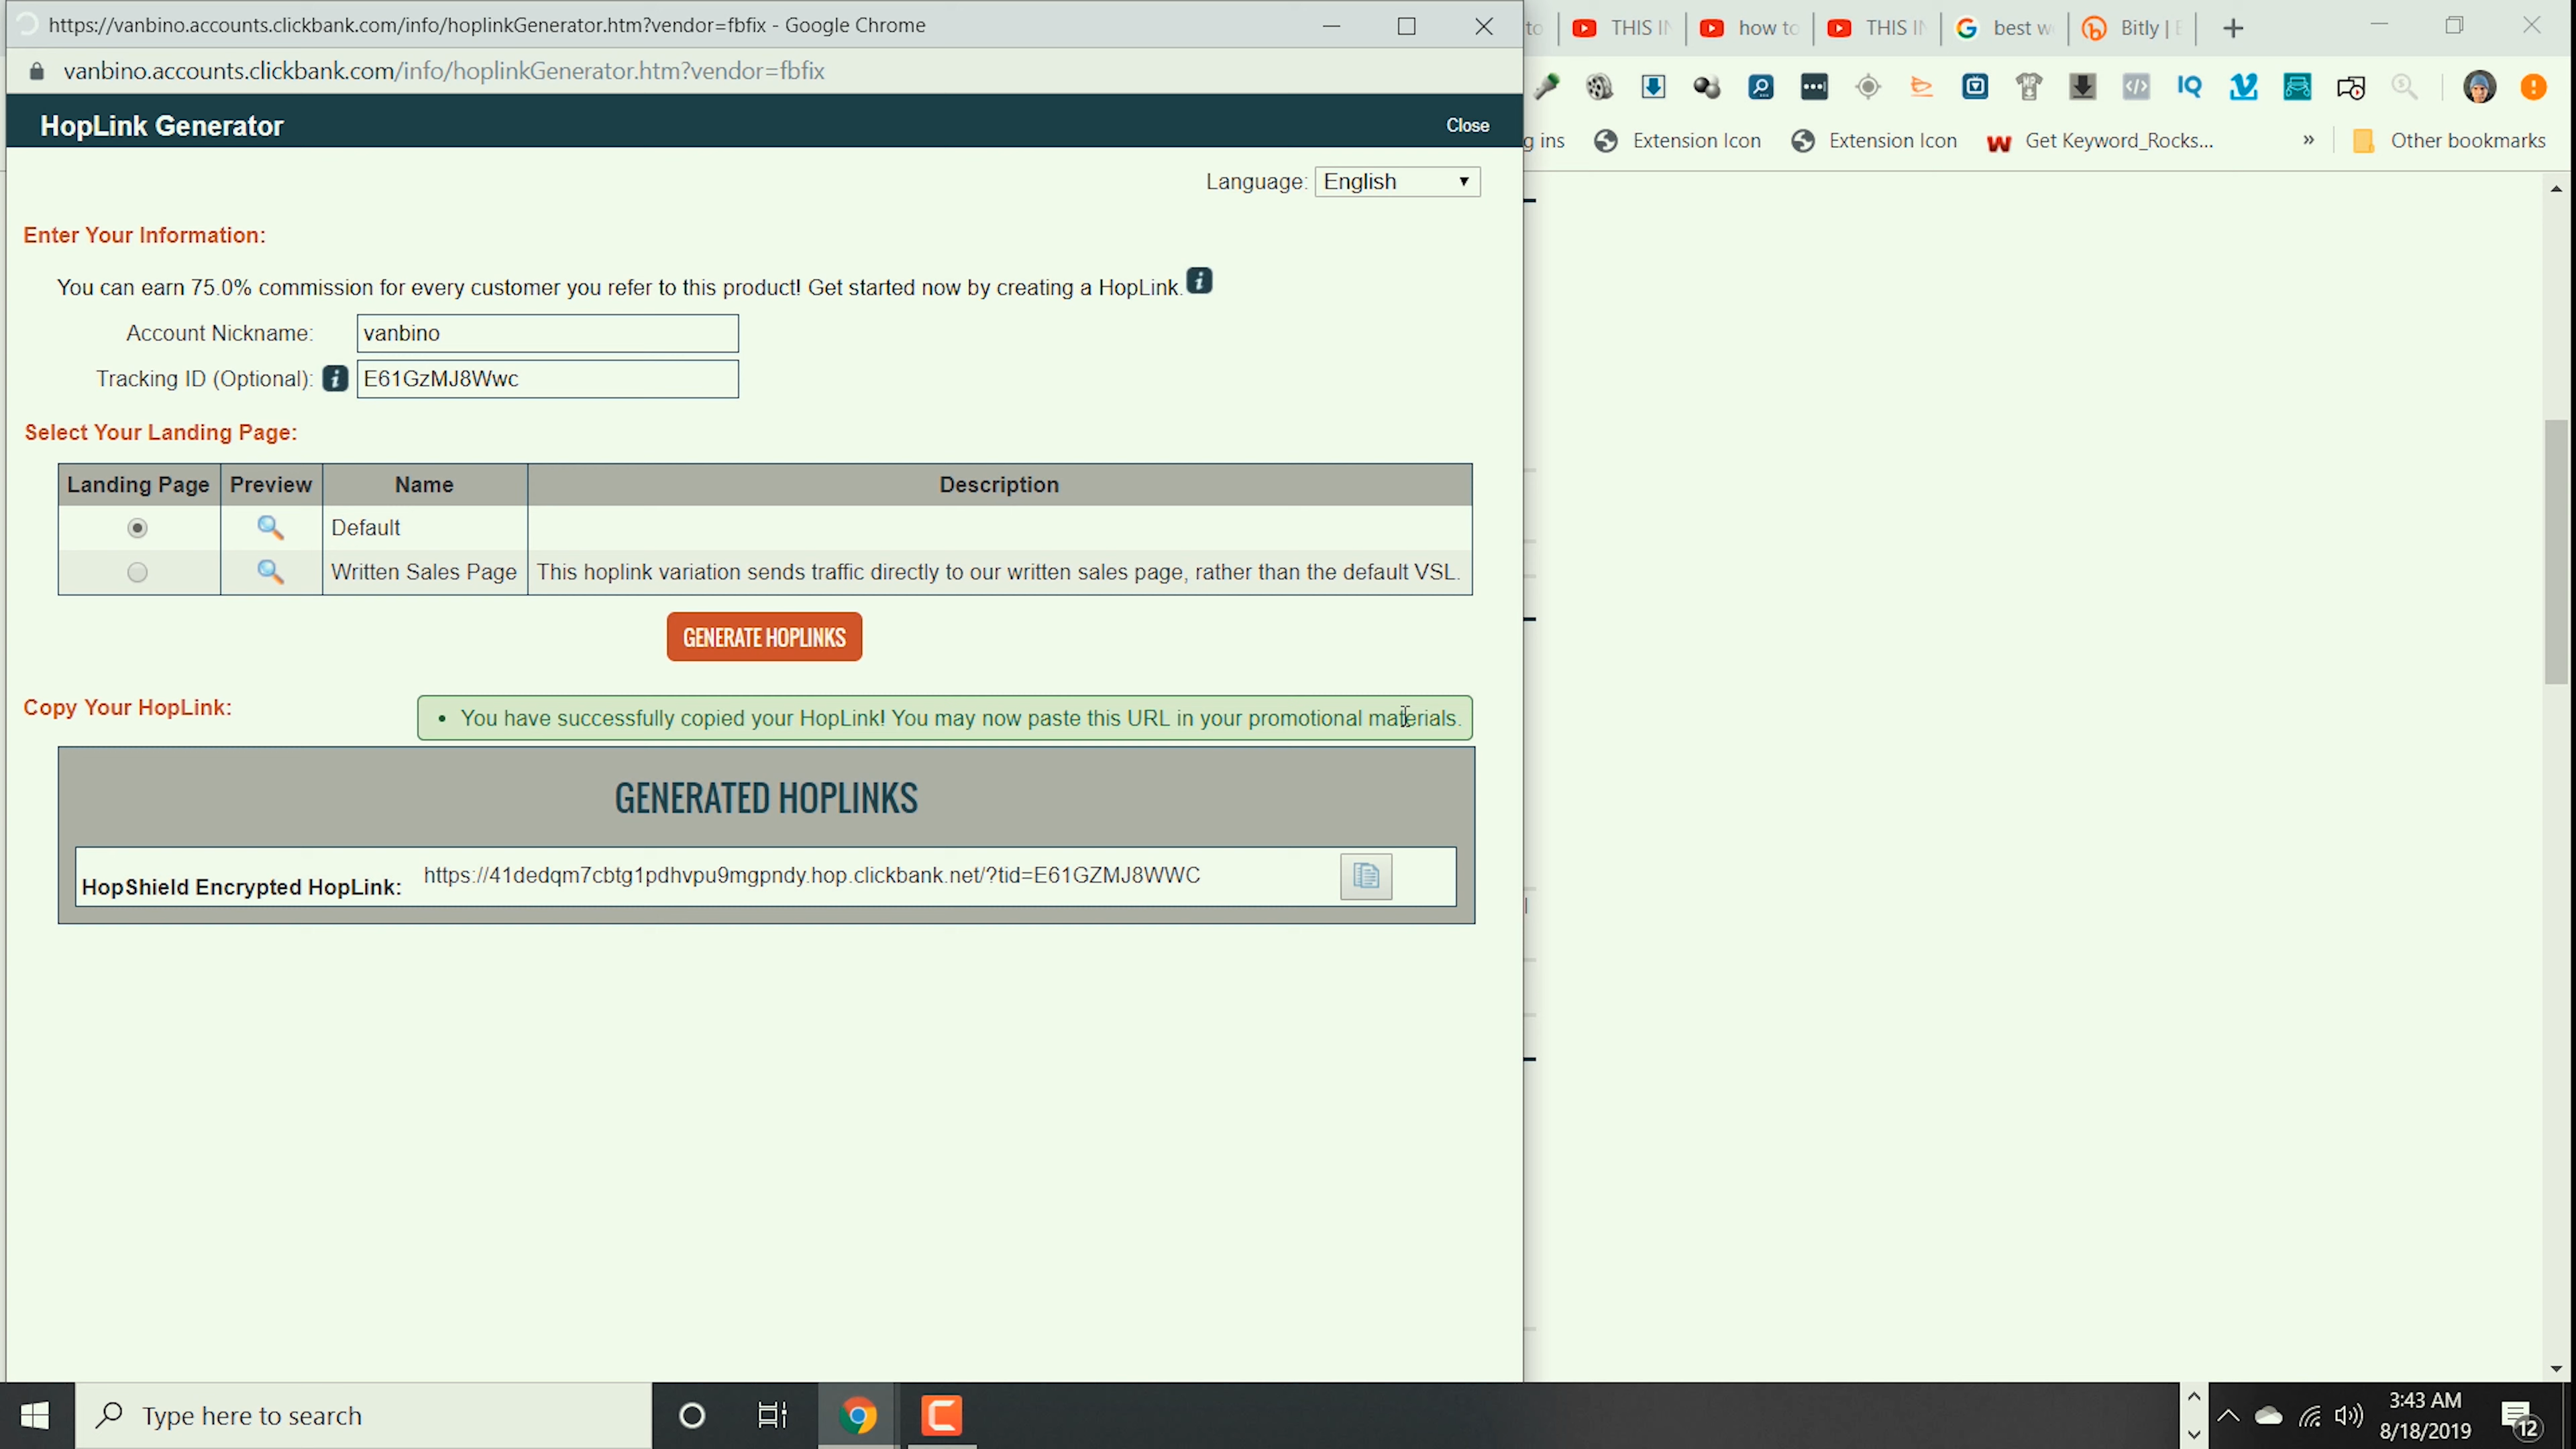 https://vanbino.accounts.clickbank.com/info/hoplinkGenerator.htm?vendor=fbfix - Google Chrome
to THIS IN how to THIS IN best w Bitly | E
vanbino.accounts.clickbank.com/info/hoplinkGenerator.htm?vendor=fbfix
IQ
HopLink Generator Close
g ins Extension Icon Extension Icon Get Keyword_Rocks... » Other bookmarks
Language: English
Enter Your Information:
You can earn 75.0% commission for every customer you refer to this product! Get started now by creating a HopLink.
Account Nickname: vanbino
Tracking ID (Optional): E61GzMJ8Wwc
Select Your Landing Page:
Landing Page Preview Name Description
Default
Written Sales Page This hoplink variation sends traffic directly to our written sales page, rather than the default VSL.
GENERATE HOPLINKS
Copy Your HopLink:
• You have successfully copied your HopLink! You may now paste this URL in your promotional materials.
GENERATED HOPLINKS
HopShield Encrypted HopLink: https://41dedqm7cbtg1pdhvpu9mgpndy.hop.clickbank.net/?tid=E61GZMJ8WWC
Type here to search
3:43 AM
8/18/2019
12